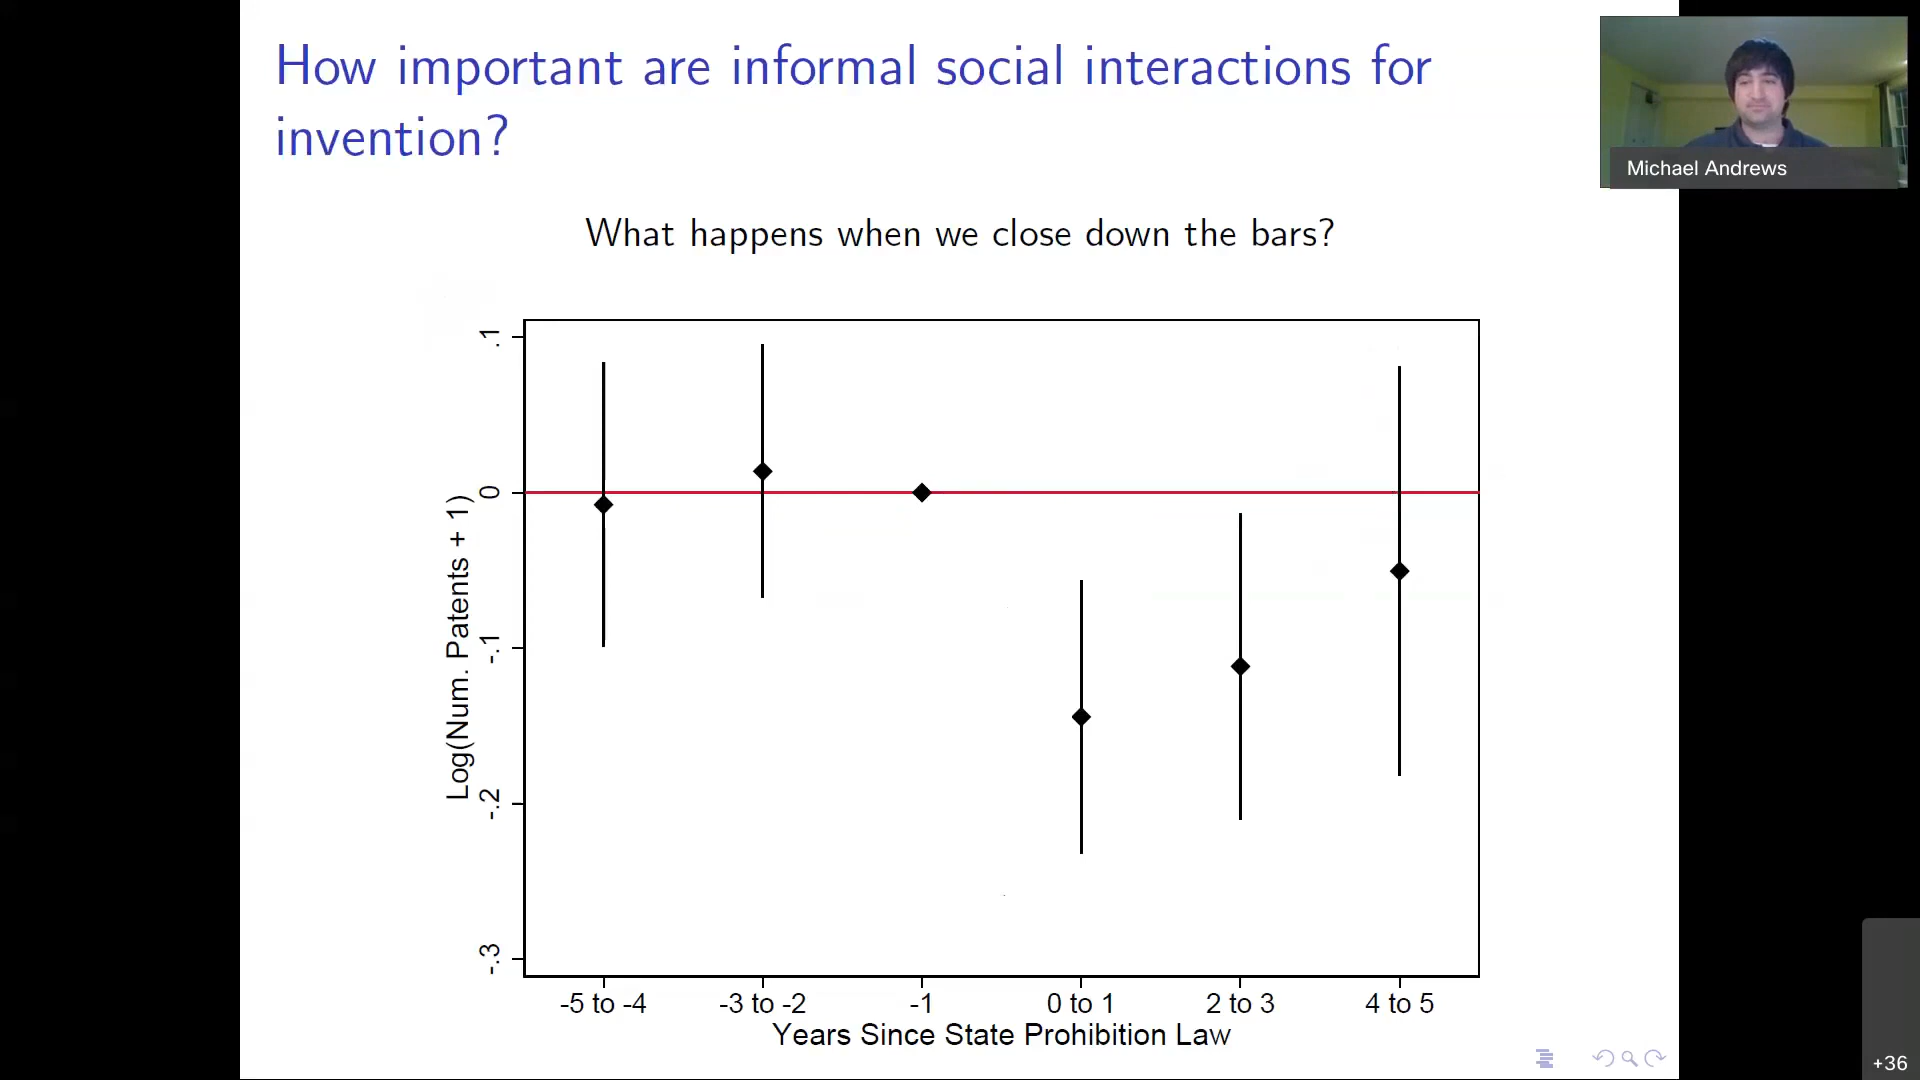 How important are informal social interactions for
invention?
Michael Andrews
What happens when we close down the bars?
Log(Num. Patents + 1)
.1
0
-.1
-.2
-.3
-5 to -4
-3 to -2
-1
0 to 1
2 to 3
4 to 5
Years Since State Prohibition Law
+36